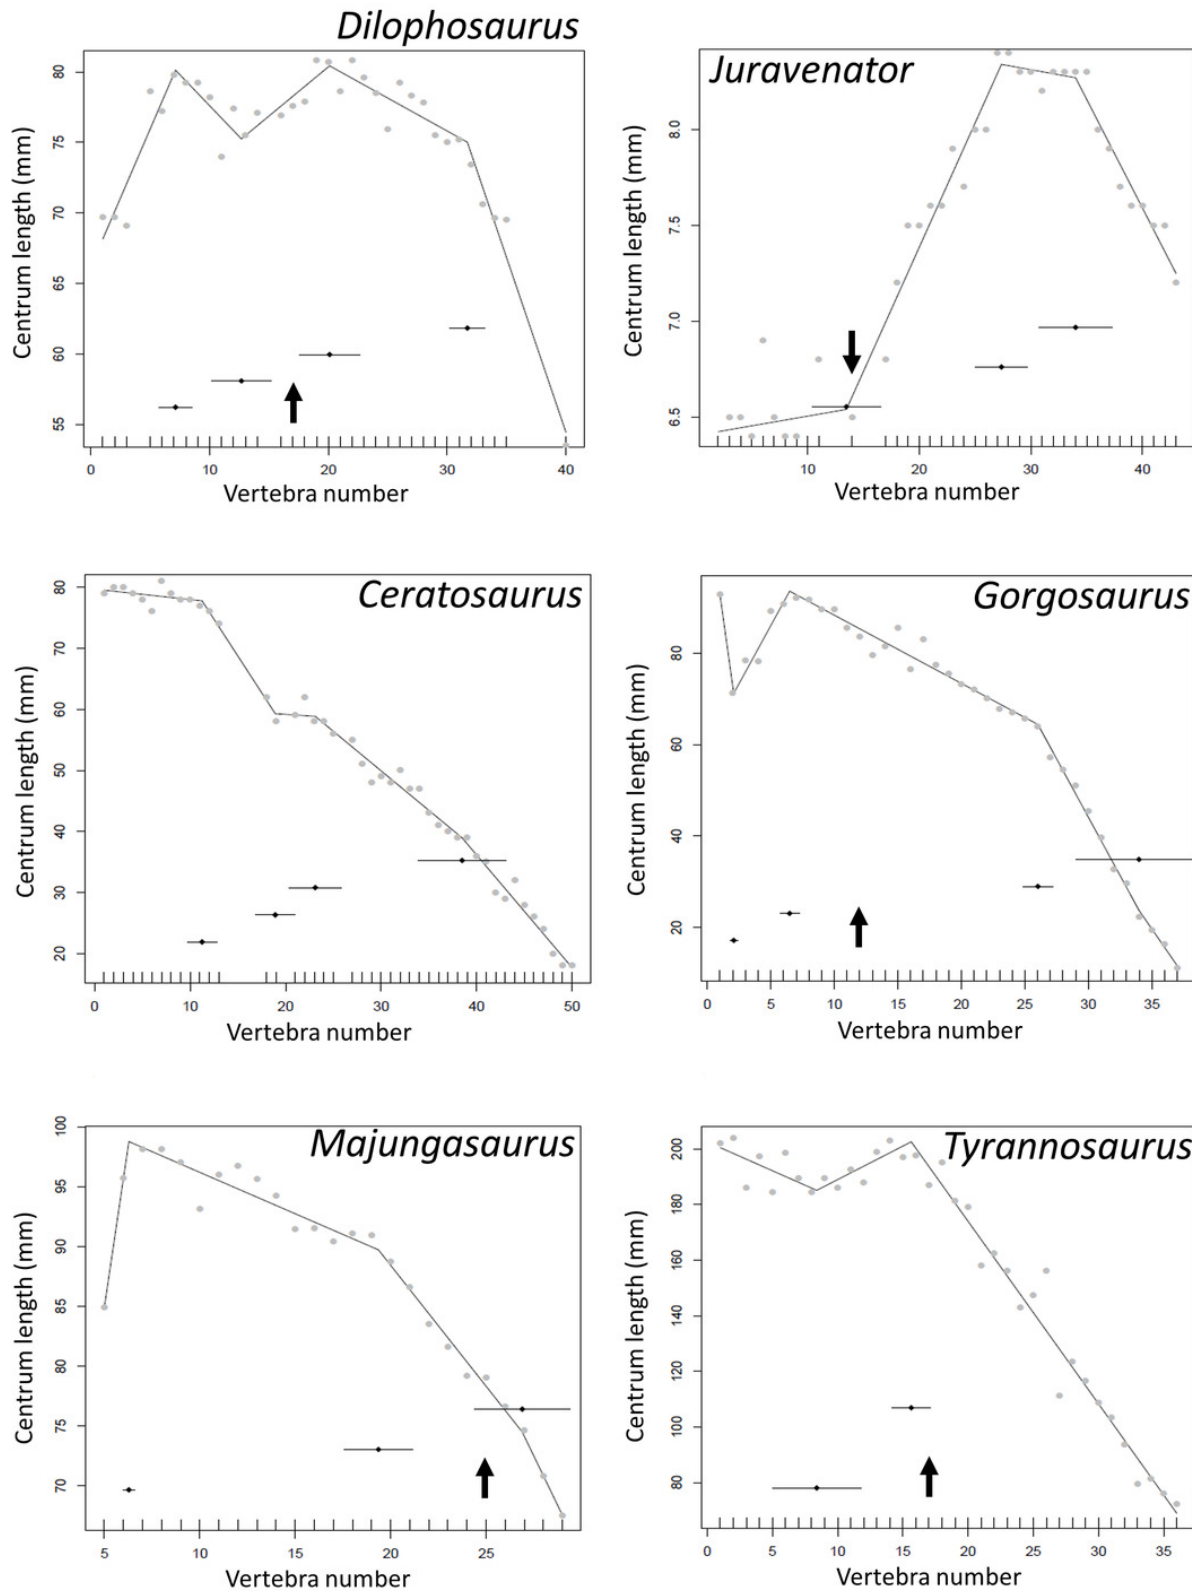 Dilophosaurus
Centrum length (mm)
80
75
70
65
60
55
0 10 20 30 40
Vertebra number
Juravenator
Centrum length (mm)
8.0
7.5
7.0
6.5
10 20 30 40
Vertebra number
Ceratosaurus
Centrum length (mm)
80
70
60
50
40
30
20
0 10 20 30 40 50
Vertebra number
Gorgosaurus
Centrum length (mm)
80
60
40
20
0 5 10 15 20 25 30 35
Vertebra number
Majungasaurus
Centrum length (mm)
100
95
90
85
80
75
70
5 10 15 20 25
Vertebra number
Tyrannosaurus
Centrum length (mm)
200
180
160
140
120
100
80
0 5 10 15 20 25 30 35
Vertebra number